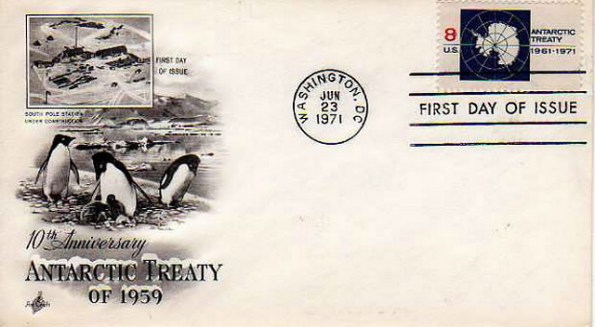 FIRST DAY
OF ISSUE
SOUTH POLE STATION
UNDER CONSTRUCTION
10th Anniversary
ANTARCTIC TREATY
OF 1959
ArtCraft
WASHINGTON, DC
JUN
23
1971
8
U.S.
ANTARCTIC
TREATY
1961-1971
FIRST DAY OF ISSUE